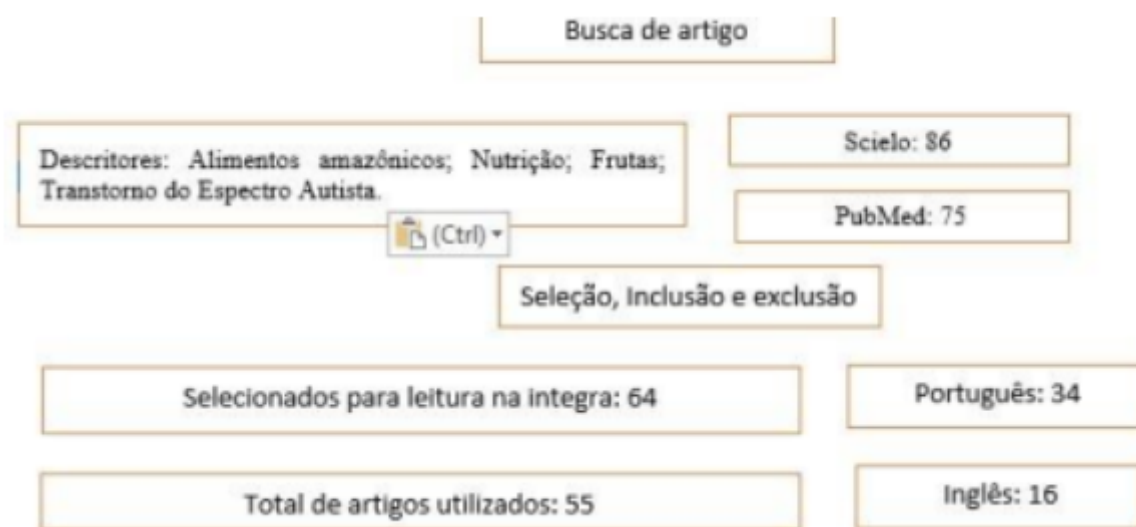 Busca de artigo
Descritores: Alimentos amazônicos; Nutrição; Frutas;
Transtorno do Espectro Autista.
Scielo: 86
PubMed: 75
(Ctrl)
Seleção, Inclusão e exclusão
Selecionados para leitura na integra: 64
Português: 34
Total de artigos utilizados: 55
Inglês: 16